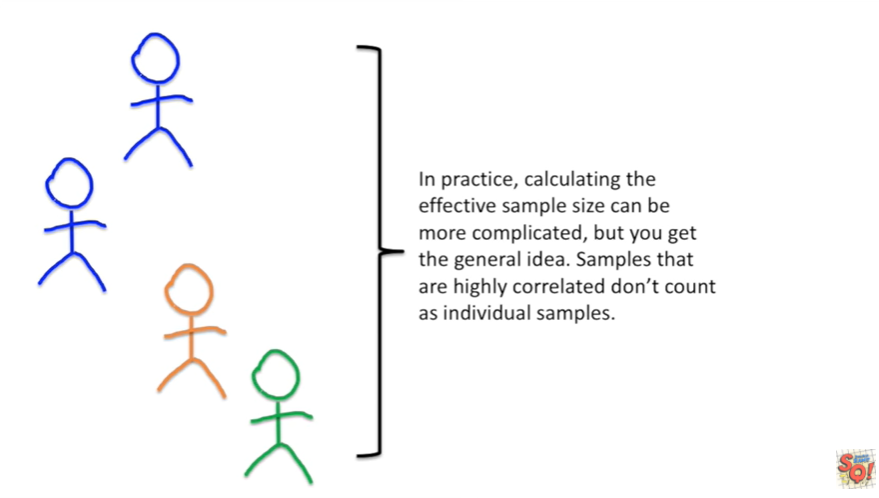 In practice, calculating the
effective sample size can be
more complicated, but you get
the general idea. Samples that
are highly correlated don’t count
as individual samples.
SQ!